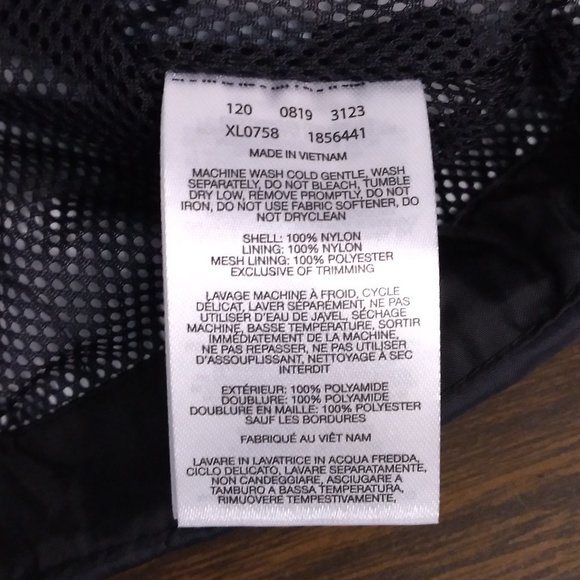 120 0819 3123
XL0758 1856441
MADE IN VIETNAM
MACHINE WASH COLD GENTLE, WASH
SEPARATELY, DO NOT BLEACH, TUMBLE
DRY LOW, REMOVE PROMPTLY, DO NOT
IRON, DO NOT USE FABRIC SOFTENER, DO
NOT DRYCLEAN
SHELL: 100% NYLON
LINING: 100% NYLON
MESH LINING: 100% POLYESTER
EXCLUSIVE OF TRIMMING
LAVAGE MACHINE À FROID, CYCLE
DÉLICAT, LAVER SÉPARÉMENT, NE PAS
UTILISER D'EAU DE JAVEL, SÉCHAGE
MACHINE, BASSE TEMPÉRATURE, SORTIR
IMMÉDIATEMENT DE LA MACHINE,
NE PAS REPASSER, NE PAS UTILISER
D'ASSOUPLISSANT, NETTOYAGE À SEC
INTERDIT
EXTÉRIEUR: 100% POLYAMIDE
DOUBLURE: 100% POLYAMIDE
DOUBLURE EN MAILLE: 100% POLYESTER
SAUF LES BORDURES
FABRIQUÉ AU VIÊT NAM
LAVARE IN LAVATRICE IN ACQUA FREDDA,
CICLO DELICATO, LAVARE SEPARATAMENTE,
NON CANDEGGIARE, ASCIUGARE A
TAMBURO A BASSA TEMPERATURA,
RIMUOVERE TEMPESTIVAMENTE,